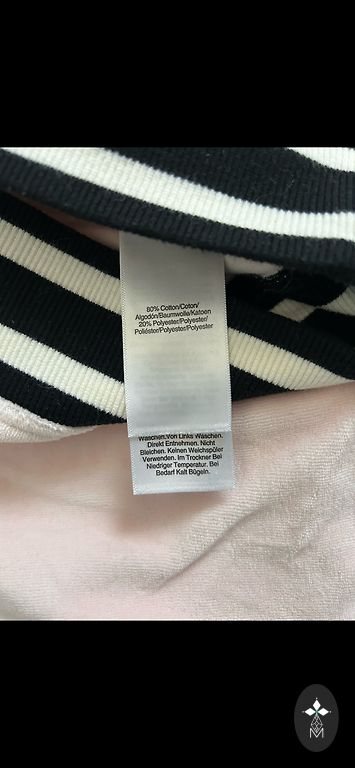 80% Cotton/Coton/
Algodón/Baumwolle/Katoen
20% Polyester/Polyester/
Poliéster/Polyester/Polyester
Waschen.Von Links Waschen.
Direkt Entnehmen. Nicht
Bleichen. Keinen Weichspüler
Verwenden. Im Trockner Bei
Niedriger Temperatur. Bei
Bedarf Kalt Bügeln.
M